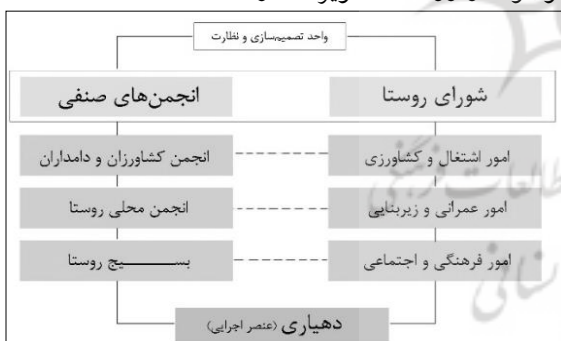 واحد تصمیم‌سازی و نظارت
شورای روستا
انجمن‌های صنفی
امور اشتغال و کشاورزی
انجمن کشاورزان و دامداران
امور عمرانی و زیربنایی
انجمن محلی روستا
امور فرهنگی و اجتماعی
بسـیج روستا
دهیاری (عنصر اجرایی)